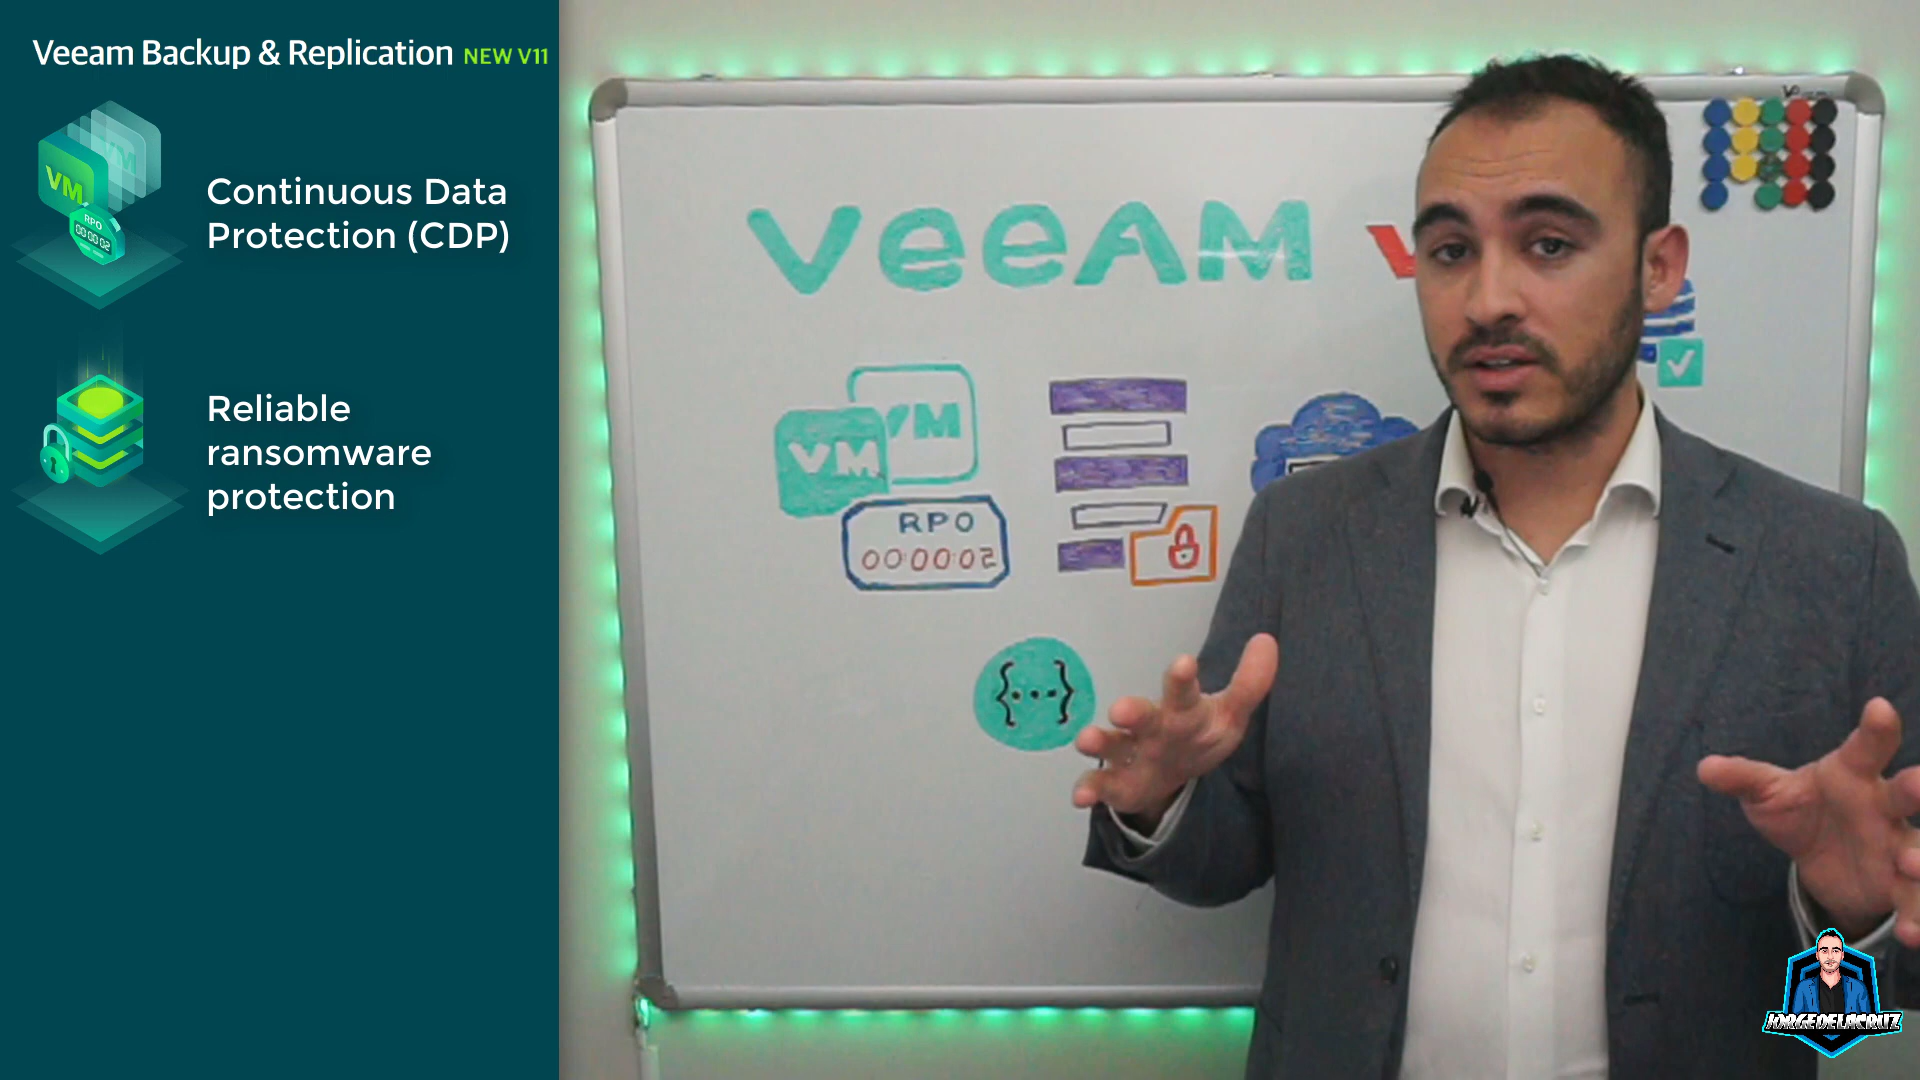 Veeam Backup & Replication NEW V11
VM
VM
RPO
00:00:02
Continuous Data
Protection (CDP)
Reliable
ransomware
protection
VeeAM V
VM
VM
RPO
00:00:02
{...}
JORGEDELACRUZ